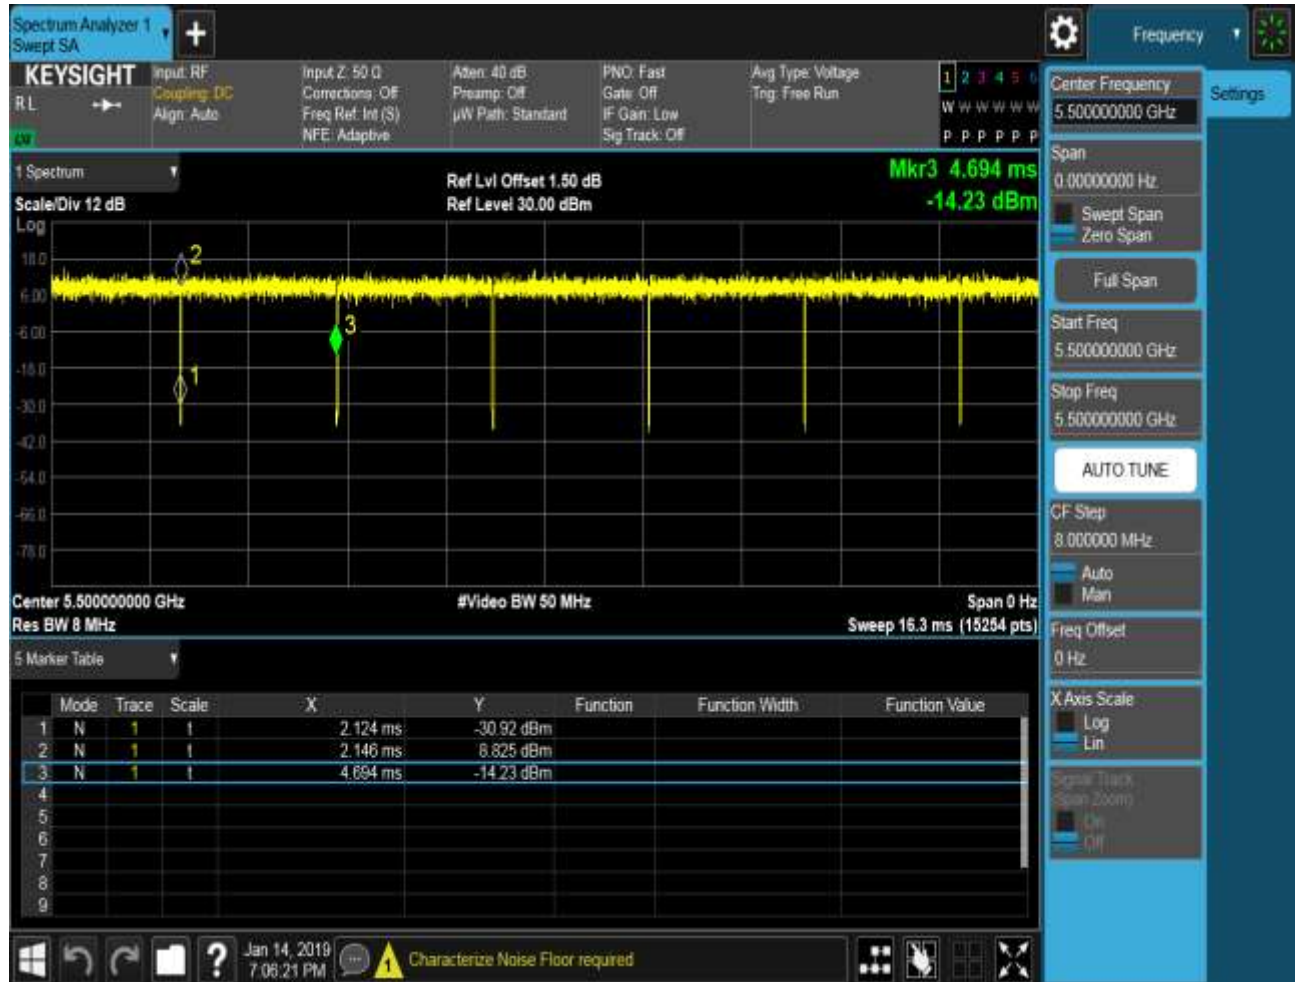 Spectrum Analyzer 1
Swept SA
Frequency
KEYSIGHT
RL
Input: RF
Coupling: DC
Align: Auto
Input Z: 50 Ω
Corrections: Off
Freq Ref: Int (S)
NFE: Adaptive
Atten: 40 dB
Preamp: Off
µW Path: Standard
PNO: Fast
Gate: Off
IF Gain: Low
Sig Track: Off
Avg Type: Voltage
Trig: Free Run
1 2 3 4 5 6
W W W W W W
P P P P P P
1 Spectrum
Scale/Div 12 dB
Ref Lvl Offset 1.50 dB
Ref Level 30.00 dBm
Mkr3 4.694 ms
-14.23 dBm
Log
18.0
6.00
-6.00
-18.0
-30.0
-42.0
-54.0
-66.0
-78.0
2
3
1
Center 5.500000000 GHz
#Video BW 50 MHz
Span 0 Hz
Res BW 8 MHz
Sweep 16.3 ms (15254 pts)
5 Marker Table
Mode Trace Scale X Y Function Function Width Function Value
1 N 1 t 2.124 ms -30.92 dBm
2 N 1 t 2.146 ms 8.825 dBm
3 N 1 t 4.694 ms -14.23 dBm
4
5
6
7
8
9
Center Frequency
5.500000000 GHz
Settings
Span
0.00000000 Hz
Swept Span
Zero Span
Full Span
Start Freq
5.500000000 GHz
Stop Freq
5.500000000 GHz
AUTO TUNE
CF Step
8.000000 MHz
Auto
Man
Freq Offset
0 Hz
X Axis Scale
Log
Lin
Signal Track
(Span Zoom)
On
Off
?
Jan 14, 2019
7:06:21 PM
1
Characterize Noise Floor required